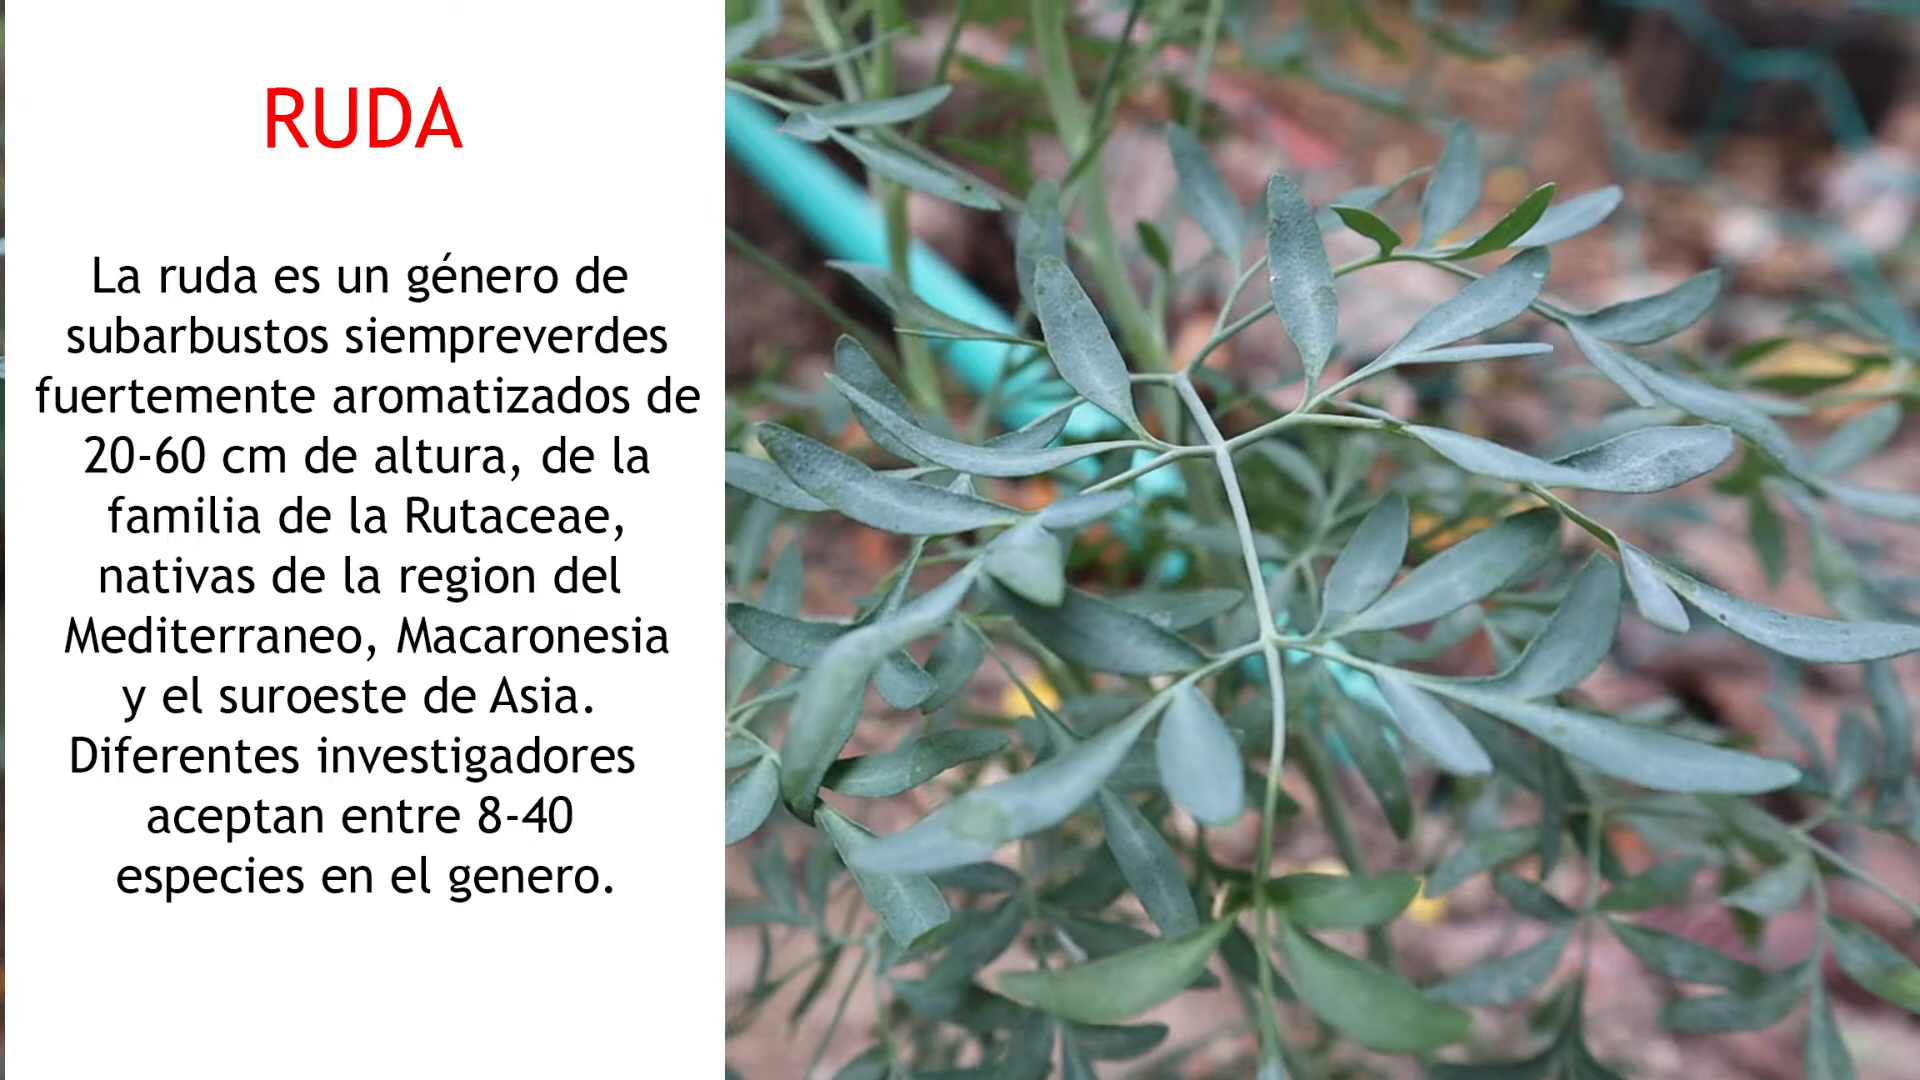 RUDA
La ruda es un género de
subarbustos siempreverdes
fuertemente aromatizados de
20-60 cm de altura, de la
familia de la Rutaceae,
nativas de la region del
Mediterraneo, Macaronesia
y el suroeste de Asia.
Diferentes investigadores
aceptan entre 8-40
especies en el genero.